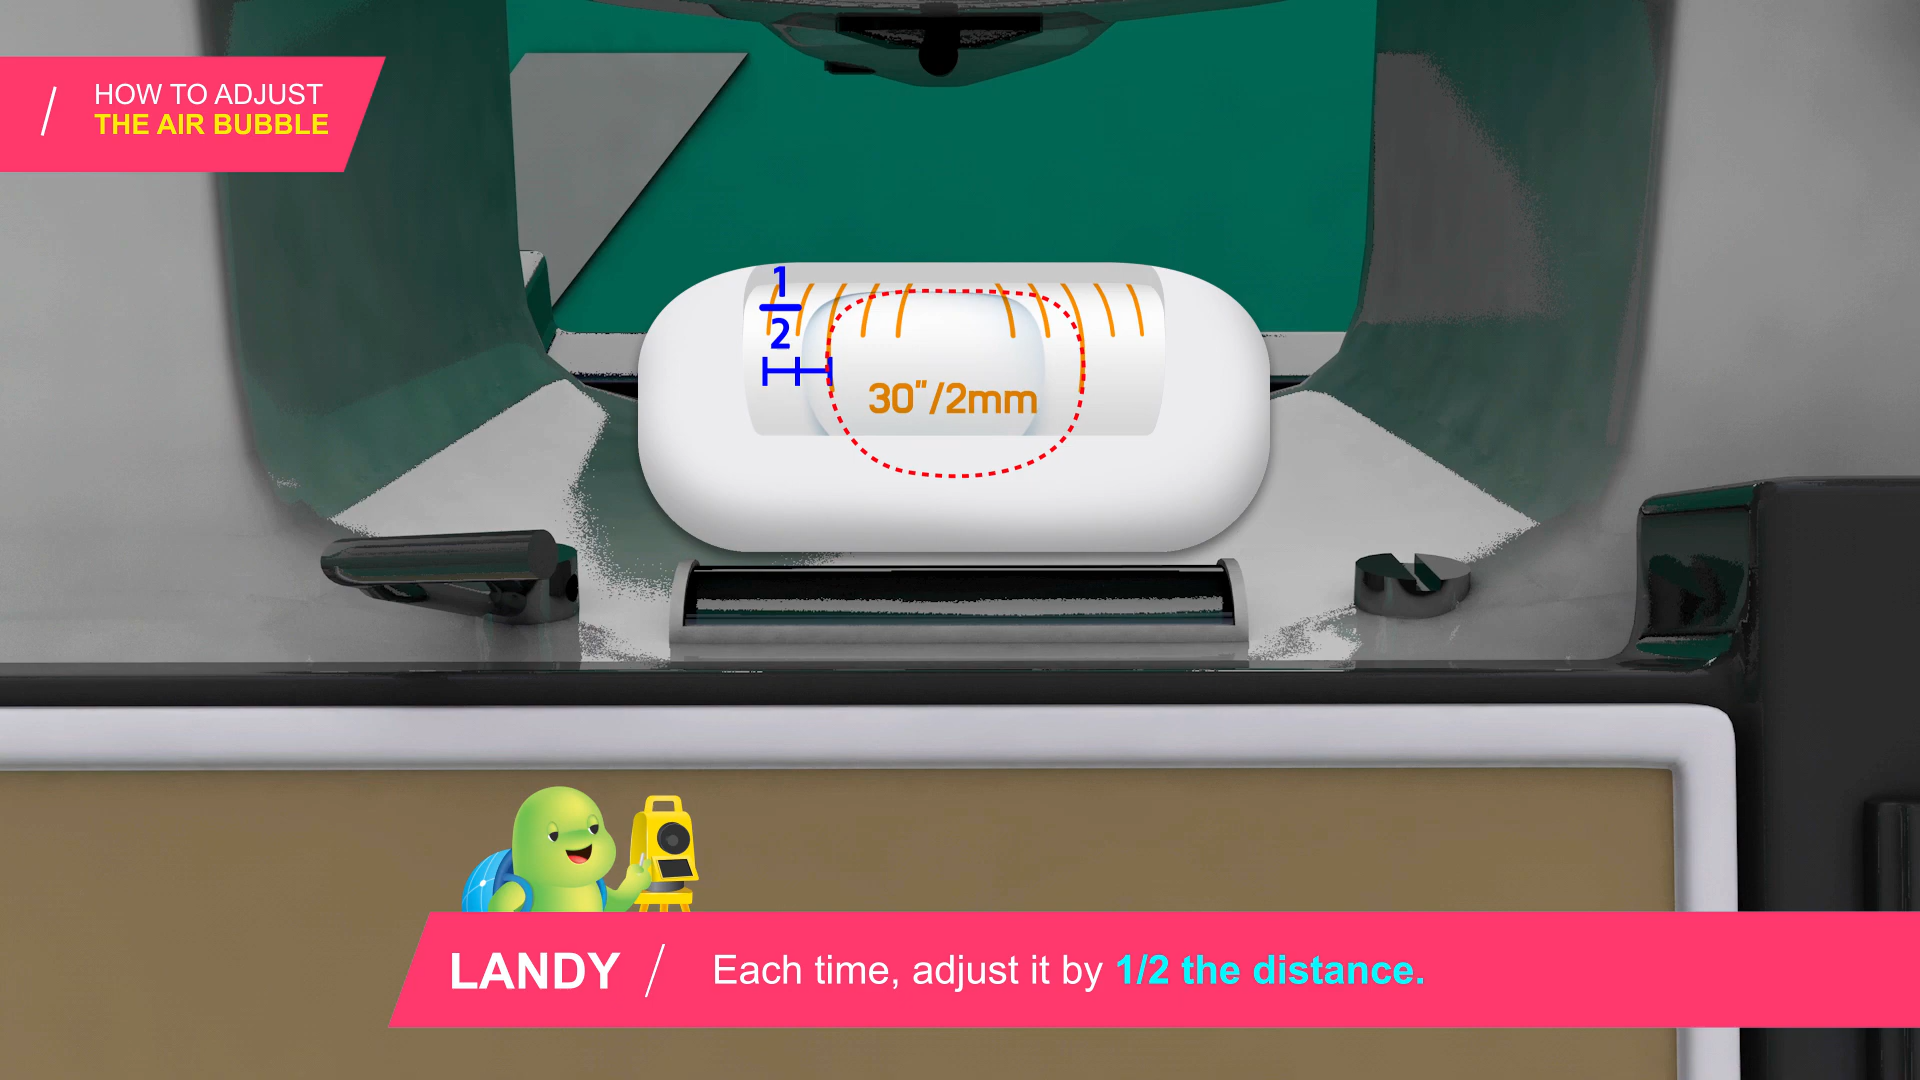 HOW TO ADJUST
THE AIR BUBBLE
1
2
30"/2mm
LANDY / Each time, adjust it by 1/2 the distance.